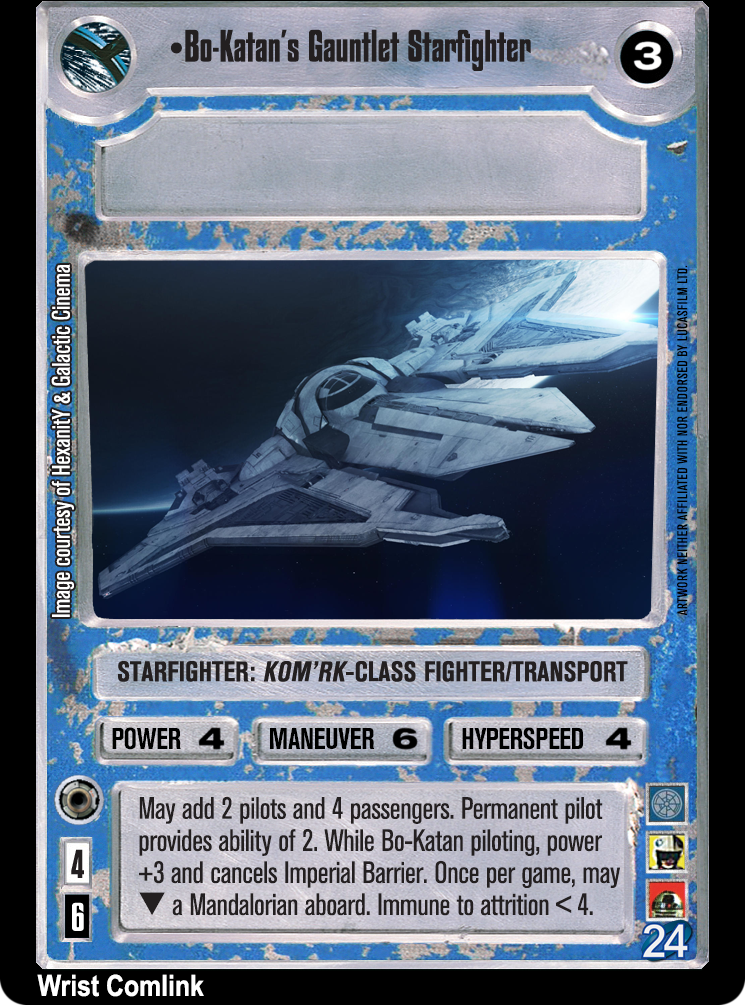 •Bo-Katan's Gauntlet Starfighter
3
Image courtesy of HexanitY & Galactic Cinema
ARTWORK NEITHER AFFILIATED WITH NOR ENDORSED BY LUCASFILM LTD.
STARFIGHTER: KOM'RK-CLASS FIGHTER/TRANSPORT
POWER 4 MANEUVER 6 HYPERSPEED 4
May add 2 pilots and 4 passengers. Permanent pilot
provides ability of 2. While Bo-Katan piloting, power
+3 and cancels Imperial Barrier. Once per game, may
▼ a Mandalorian aboard. Immune to attrition < 4.
4
6
24
Wrist Comlink